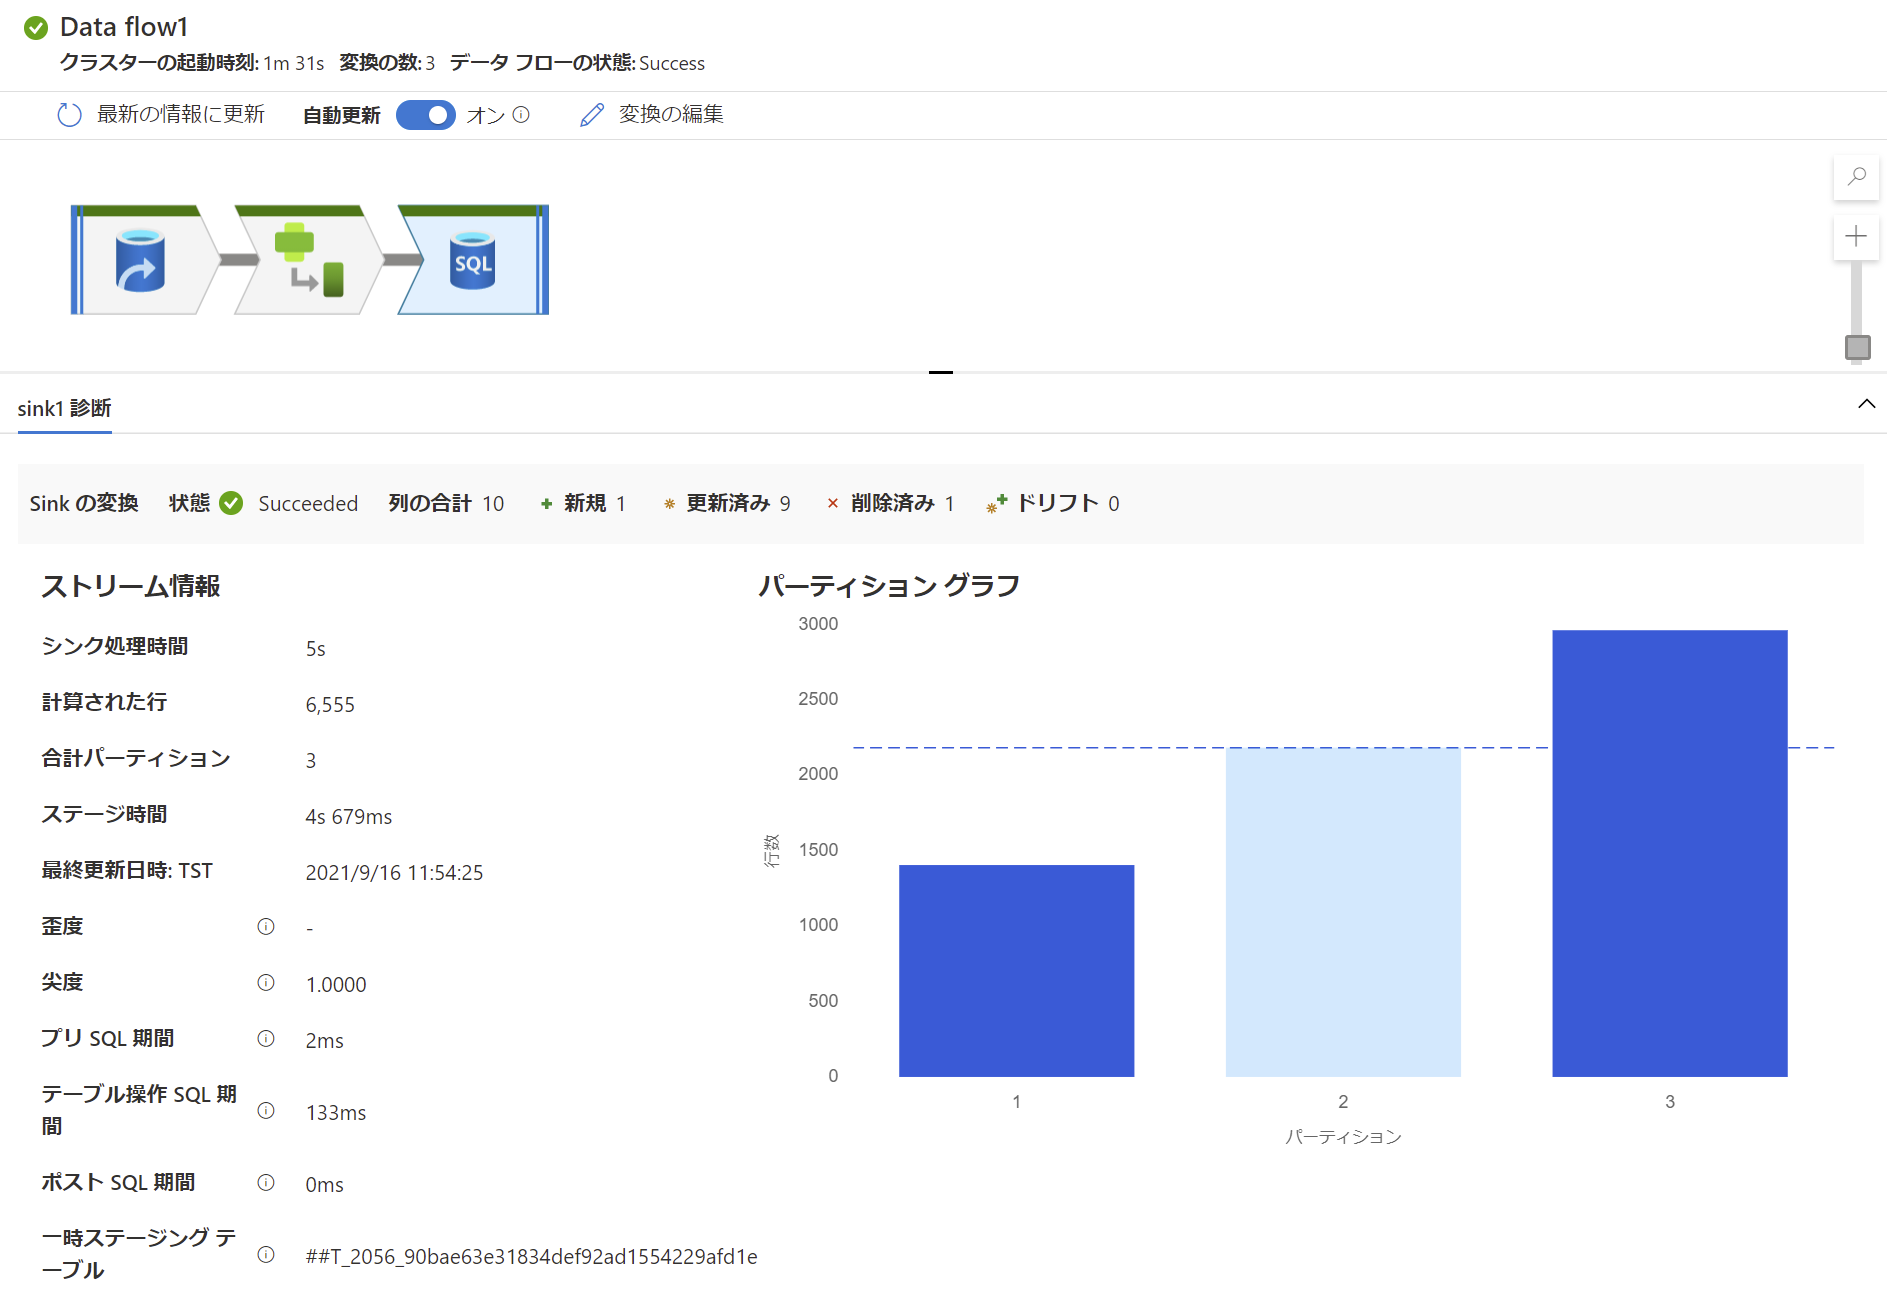 Data flow1
クラスターの起動時刻: 1m 31s 変換の数: 3 データ フローの状態: Success
最新の情報に更新 自動更新 オン 変換の編集
SQL
sink1 診断
Sink の変換 状態 Succeeded 列の合計 10 新規 1 更新済み 9 削除済み 1 ドリフト 0
ストリーム情報
シンク処理時間 5s
計算された行 6,555
合計パーティション 3
ステージ時間 4s 679ms
最終更新日時: TST 2021/9/16 11:54:25
歪度 -
尖度 1.0000
プリ SQL 期間 2ms
テーブル操作 SQL 期
間 133ms
ポスト SQL 期間 0ms
一時ステージング テ
ーブル ##T_2056_90bae63e31834def92ad1554229afd1e
パーティション グラフ
3000
2500
2000
1500
1000
500
0
行数
1 2 3
パーティション